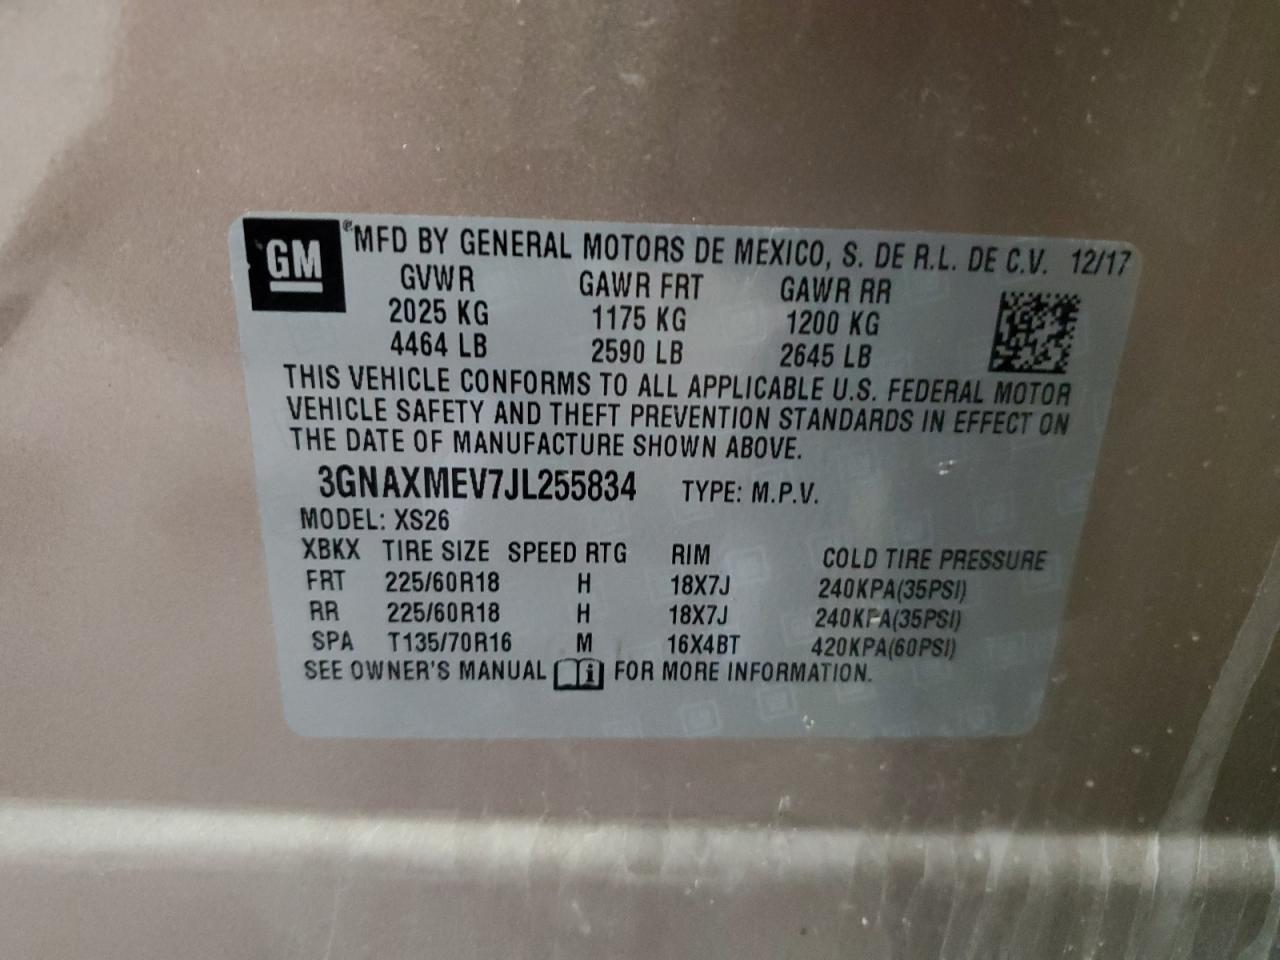 GM
®MFD BY GENERAL MOTORS DE MEXICO, S. DE R.L. DE C.V. 12/17
GVWR GAWR FRT GAWR RR
2025 KG 1175 KG 1200 KG
4464 LB 2590 LB 2645 LB
THIS VEHICLE CONFORMS TO ALL APPLICABLE U.S. FEDERAL MOTOR
VEHICLE SAFETY AND THEFT PREVENTION STANDARDS IN EFFECT ON
THE DATE OF MANUFACTURE SHOWN ABOVE.
3GNAXMEV7JL255834 TYPE: M.P.V.
MODEL: XS26
XBKX TIRE SIZE SPEED RTG RIM COLD TIRE PRESSURE
FRT 225/60R18 H 18X7J 240KPA(35PSI)
RR 225/60R18 H 18X7J 240KPA(35PSI)
SPA T135/70R16 M 16X4BT 420KPA(60PSI)
SEE OWNER'S MANUAL i FOR MORE INFORMATION.